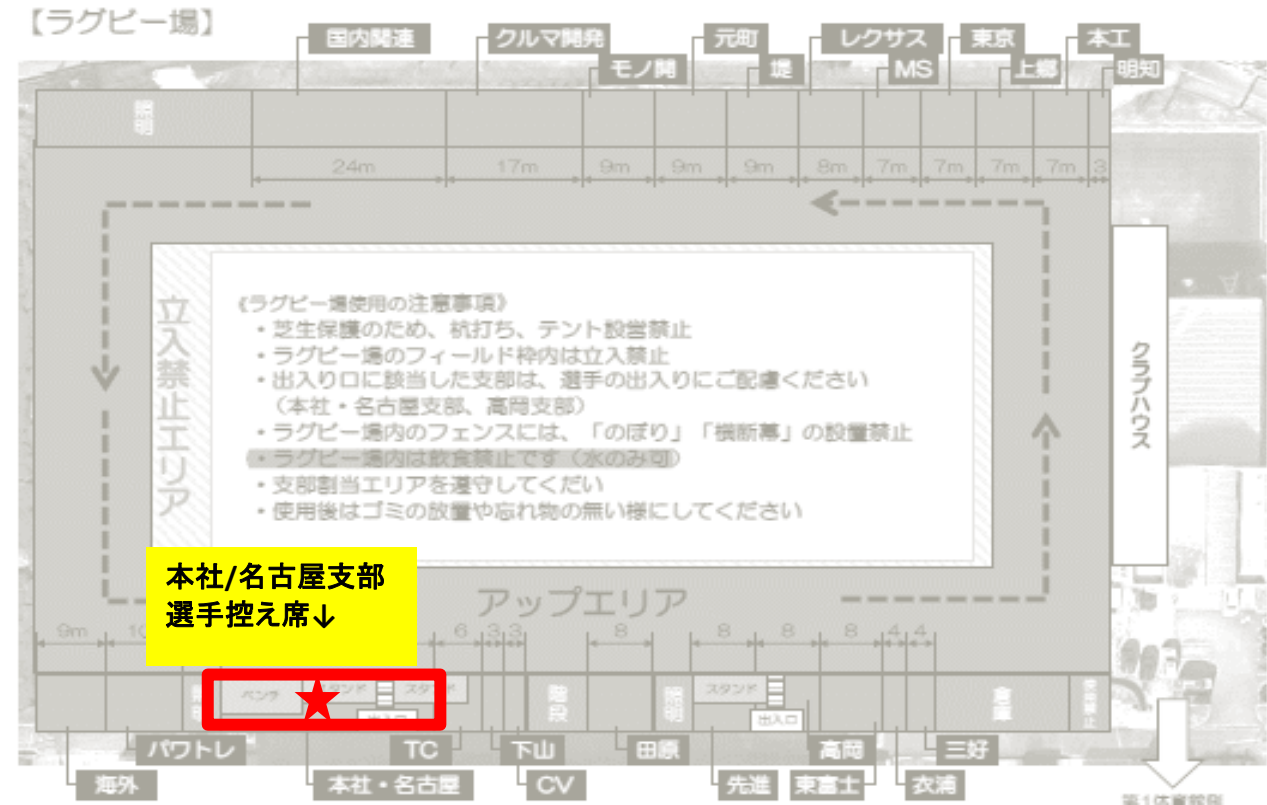 【ラグビー場】
国内関連
クルマ開発
元町
レクサス
東京
本工
モノ開
堤
MS
上郷
明知
照明
24m
17m
9m
9m
9m
8m
7m
7m
7m
7m
3
立入禁止エリア
《ラグビー場使用の注意事項》
・芝生保護のため、杭打ち、テント設営禁止
・ラグビー場のフィールド枠内は立入禁止
・出入り口に該当した支部は、選手の出入りにご配慮ください
（本社・名古屋支部、高岡支部）
・ラグビー場内のフェンスには、「のぼり」「横断幕」の設置禁止
・ラグビー場内は飲食禁止です（水のみ可）
・支部割当エリアを遵守してくだい
・使用後はゴミの放置や忘れ物の無い様にしてください
クラブハウス
本社/名古屋支部
選手控え席↓
アップエリア
9m
10
6
3
3
8
8
8
8
4
4
ベンチ
スタンド
スタンド
階段
照明
スタンド
出入口
倉庫
パワトレ
TC
下山
田原
高岡
三好
海外
本社・名古屋
CV
先進
東富士
衣浦